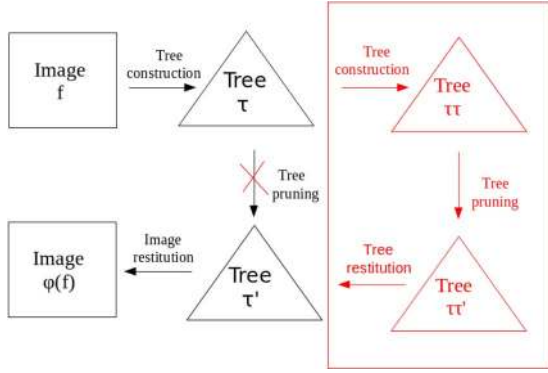 Image
f
Tree
construction
Tree
τ
Tree
construction
Tree
ττ
Tree
pruning
Tree
pruning
Image
φ(f)
Image
restitution
Tree
τ'
Tree
restitution
Tree
ττ'